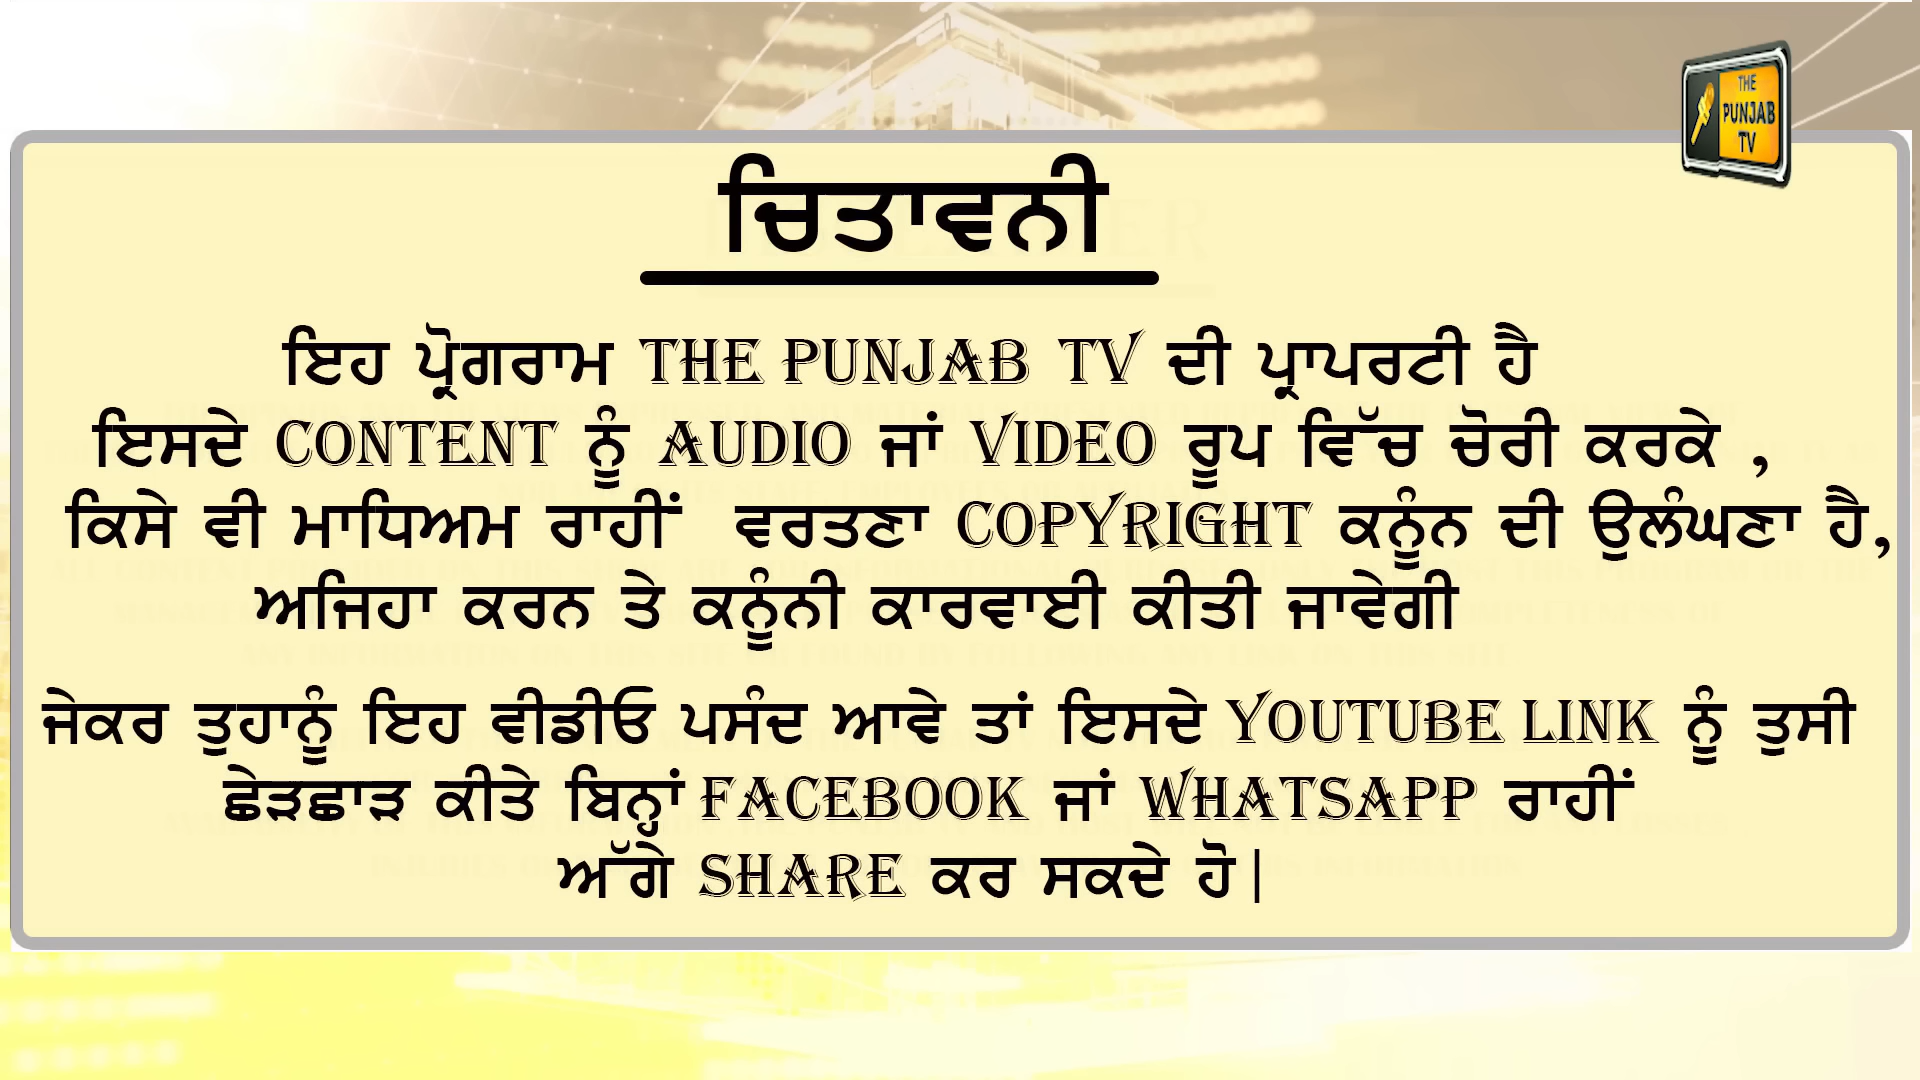 THE
PUNJAB
TV
ਚਿਤਾਵਨੀ
ਇਹ ਪ੍ਰੋਗਰਾਮ THE PUNJAB TV ਦੀ ਪ੍ਰਾਪਰਟੀ ਹੈ
ਇਸਦੇ CONTENT ਨੂੰ AUDIO ਜਾਂ VIDEO ਰੂਪ ਵਿੱਚ ਚੋਰੀ ਕਰਕੇ ,
ਕਿਸੇ ਵੀ ਮਾਧਿਅਮ ਰਾਹੀਂ ਵਰਤਣਾ COPYRIGHT ਕਨੂੰਨ ਦੀ ਉਲੰਘਣਾ ਹੈ,
ਅਜਿਹਾ ਕਰਨ ਤੇ ਕਨੂੰਨੀ ਕਾਰਵਾਈ ਕੀਤੀ ਜਾਵੇਗੀ
ਜੇਕਰ ਤੁਹਾਨੂੰ ਇਹ ਵੀਡੀਓ ਪਸੰਦ ਆਵੇ ਤਾਂ ਇਸਦੇ YOUTUBE LINK ਨੂੰ ਤੁਸੀ
ਛੇੜਛਾੜ ਕੀਤੇ ਬਿਨ੍ਹਾਂ FACEBOOK ਜਾਂ WHATSAPP ਰਾਹੀਂ
ਅੱਗੇ SHARE ਕਰ ਸਕਦੇ ਹੋ|